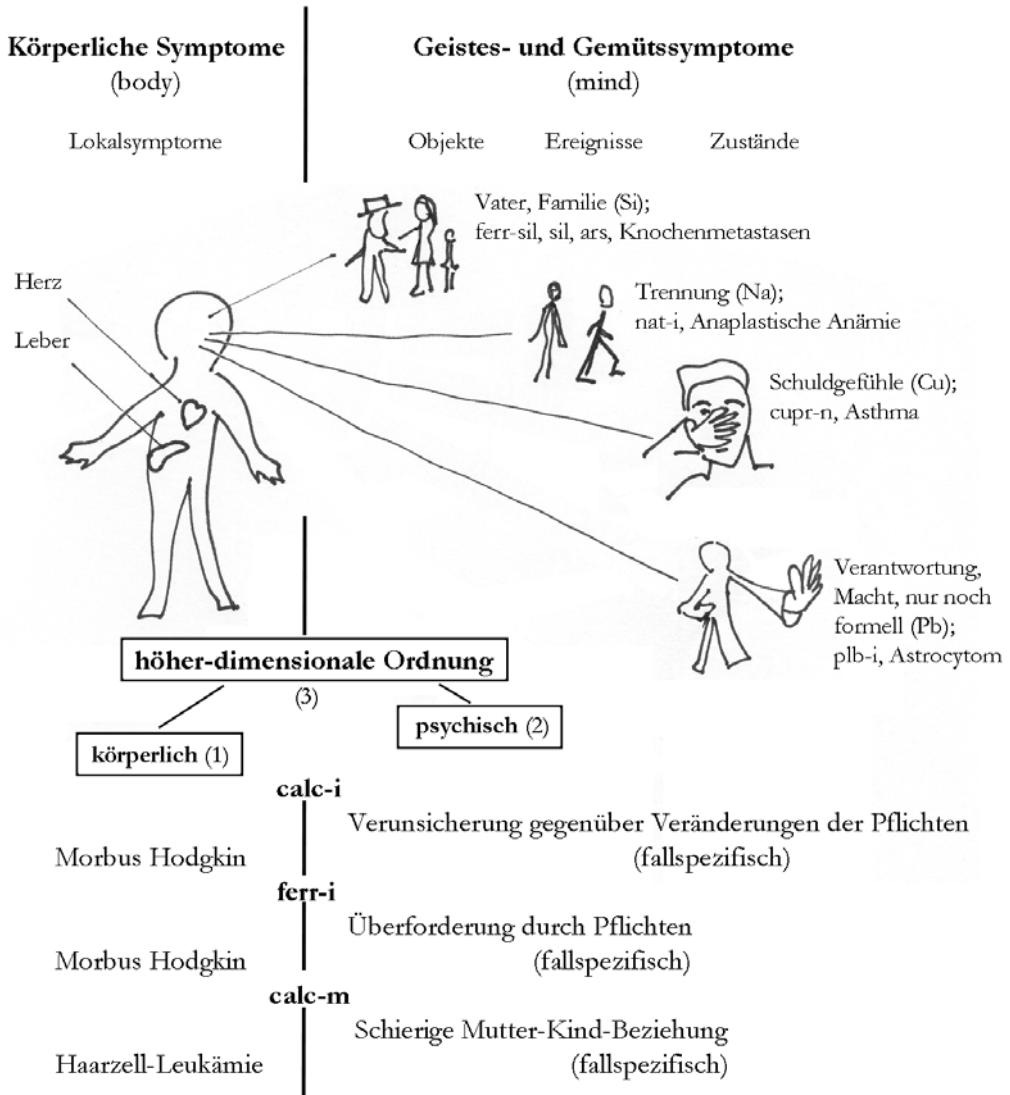 Körperliche Symptome
(body)
Geistes- und Gemütssymptome
(mind)
Lokalsymptome
Objekte
Ereignisse
Zustände
Vater, Familie (Si);
ferr-sil, sil, ars, Knochenmetastasen
Herz
Leber
Trennung (Na);
nat-i, Anaplastische Anämie
Schuldgefühle (Cu);
cupr-n, Asthma
Verantwortung,
Macht, nur noch
formell (Pb);
plb-i, Astrocytom
höher-dimensionale Ordnung
(3)
körperlich (1)
psychisch (2)
calc-i
Verunsicherung gegenüber Veränderungen der Pflichten
(fallspezifisch)
Morbus Hodgkin
ferr-i
Überforderung durch Pflichten
(fallspezifisch)
Morbus Hodgkin
calc-m
Schierige Mutter-Kind-Beziehung
(fallspezifisch)
Haarzell-Leukämie